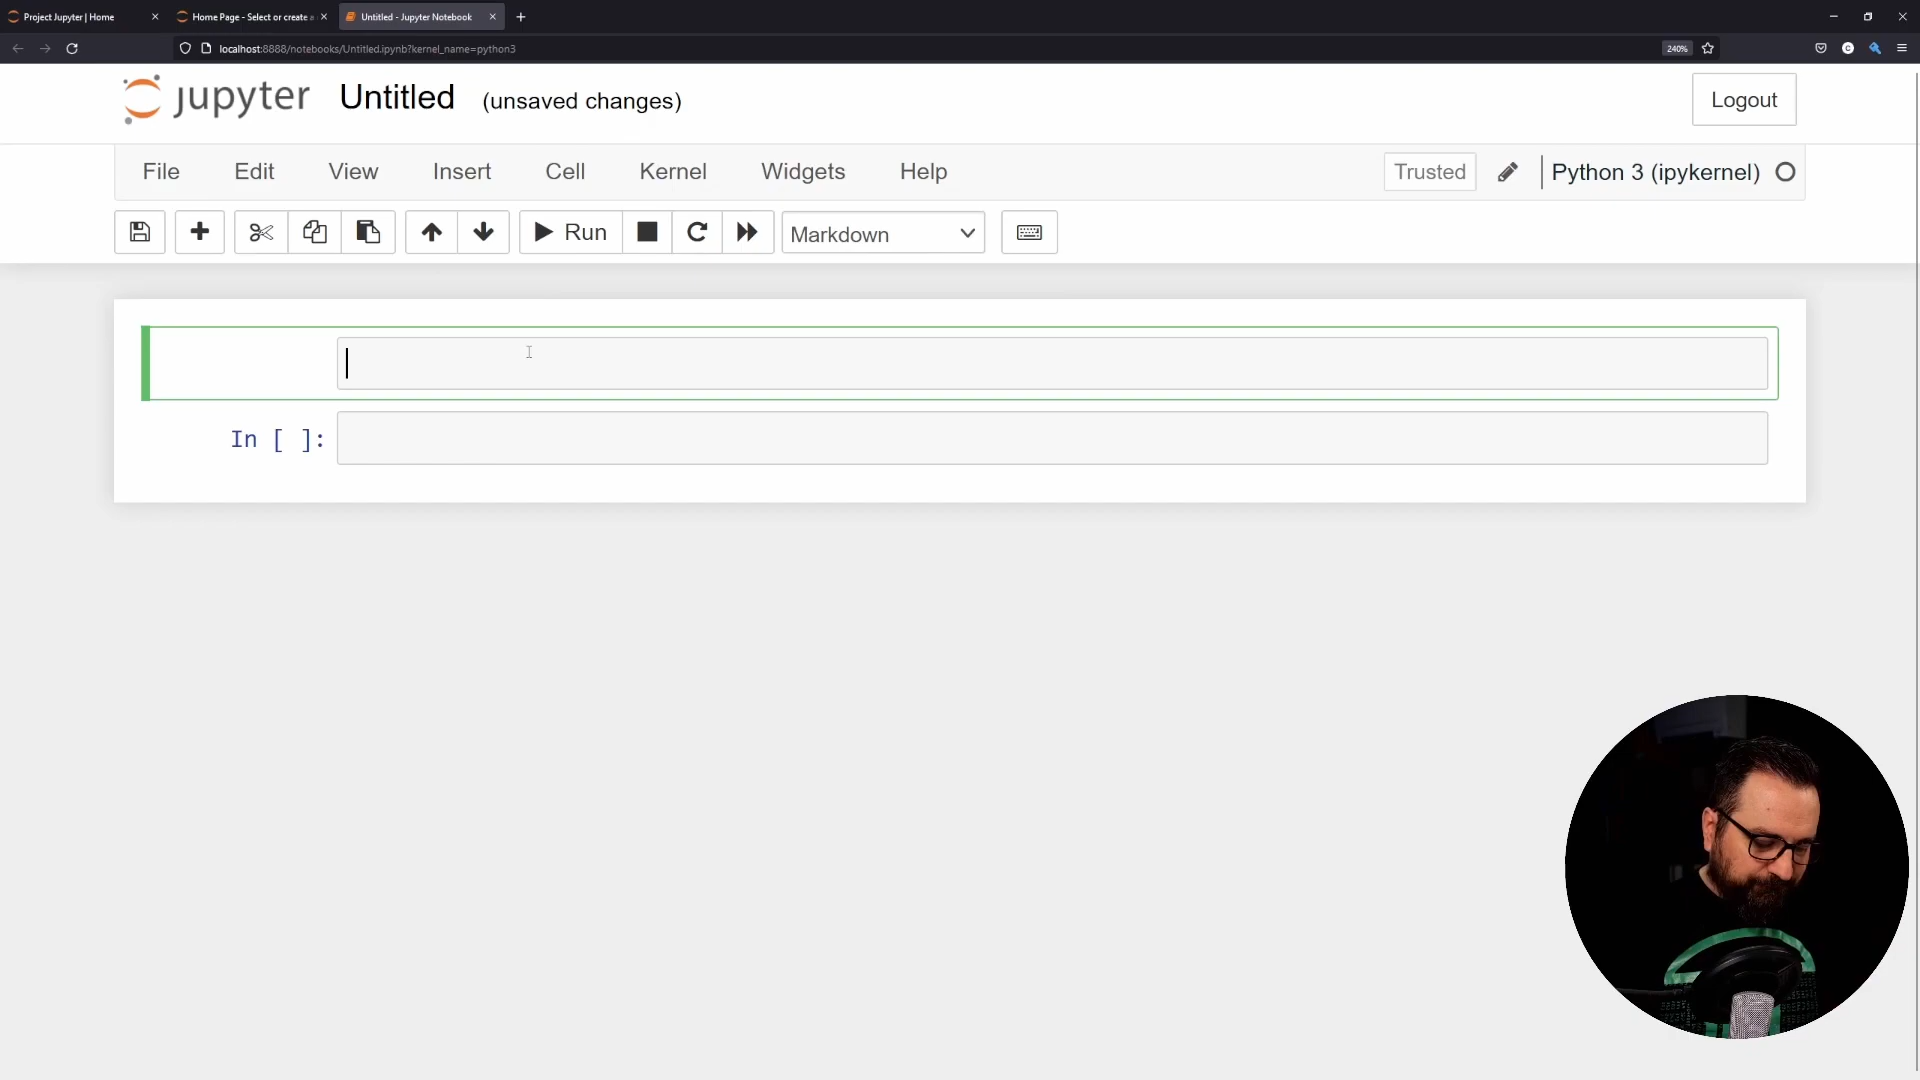 Project Jupyter | Home
Home Page - Select or create a
Untitled - Jupyter Notebook
localhost:8888/notebooks/Untitled.ipynb?kernel_name=python3
240%
jupyter
Untitled
(unsaved changes)
Logout
File
Edit
View
Insert
Cell
Kernel
Widgets
Help
Trusted
Python 3 (ipykernel)
Run
Markdown
In [ ]: